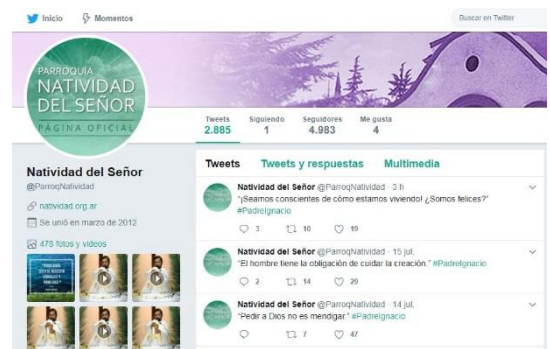 Inicio
Momentos
Buscar en Twitter
PARROQUIA
NATIVIDAD
DEL SEÑOR
PÁGINA OFICIAL
Tweets
2.885
Siguiendo
1
Seguidores
4.983
Me gusta
4
Natividad del Señor
@ParroqNatividad
natividad.org.ar
Se unió en marzo de 2012
478 fotos y videos
Tweets Tweets y respuestas Multimedia
Natividad del Señor @ParroqNatividad · 3 h
"¡Seamos conscientes de cómo estamos viviendo! ¿Somos felices?"
#PadreIgnacio
3 10 19
Natividad del Señor @ParroqNatividad · 15 jul.
"El hombre tiene la obligación de cuidar la creación." #PadreIgnacio
2 14 29
Natividad del Señor @ParroqNatividad · 14 jul.
"Pedir a Dios no es mendigar." #PadreIgnacio
7 47